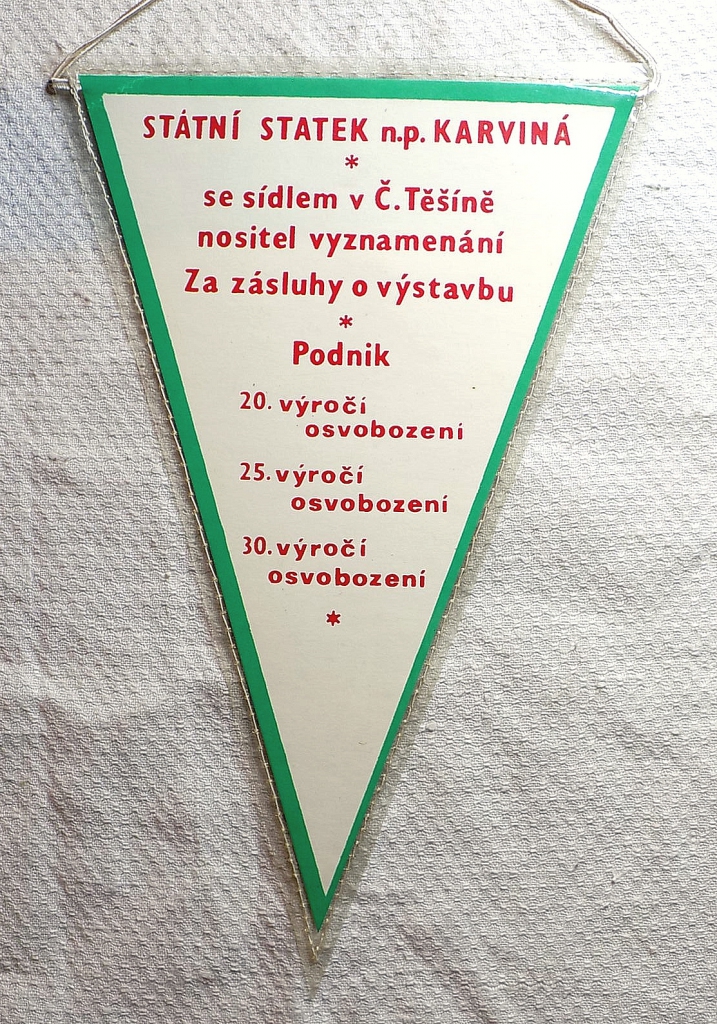 STÁTNÍ STATEK n.p. KARVINÁ
*
se sídlem v Č.Těšíně
nositel vyznamenání
Za zásluhy o výstavbu
*
Podnik
20. výročí
osvobození
25. výročí
osvobození
30. výročí
osvobození
*